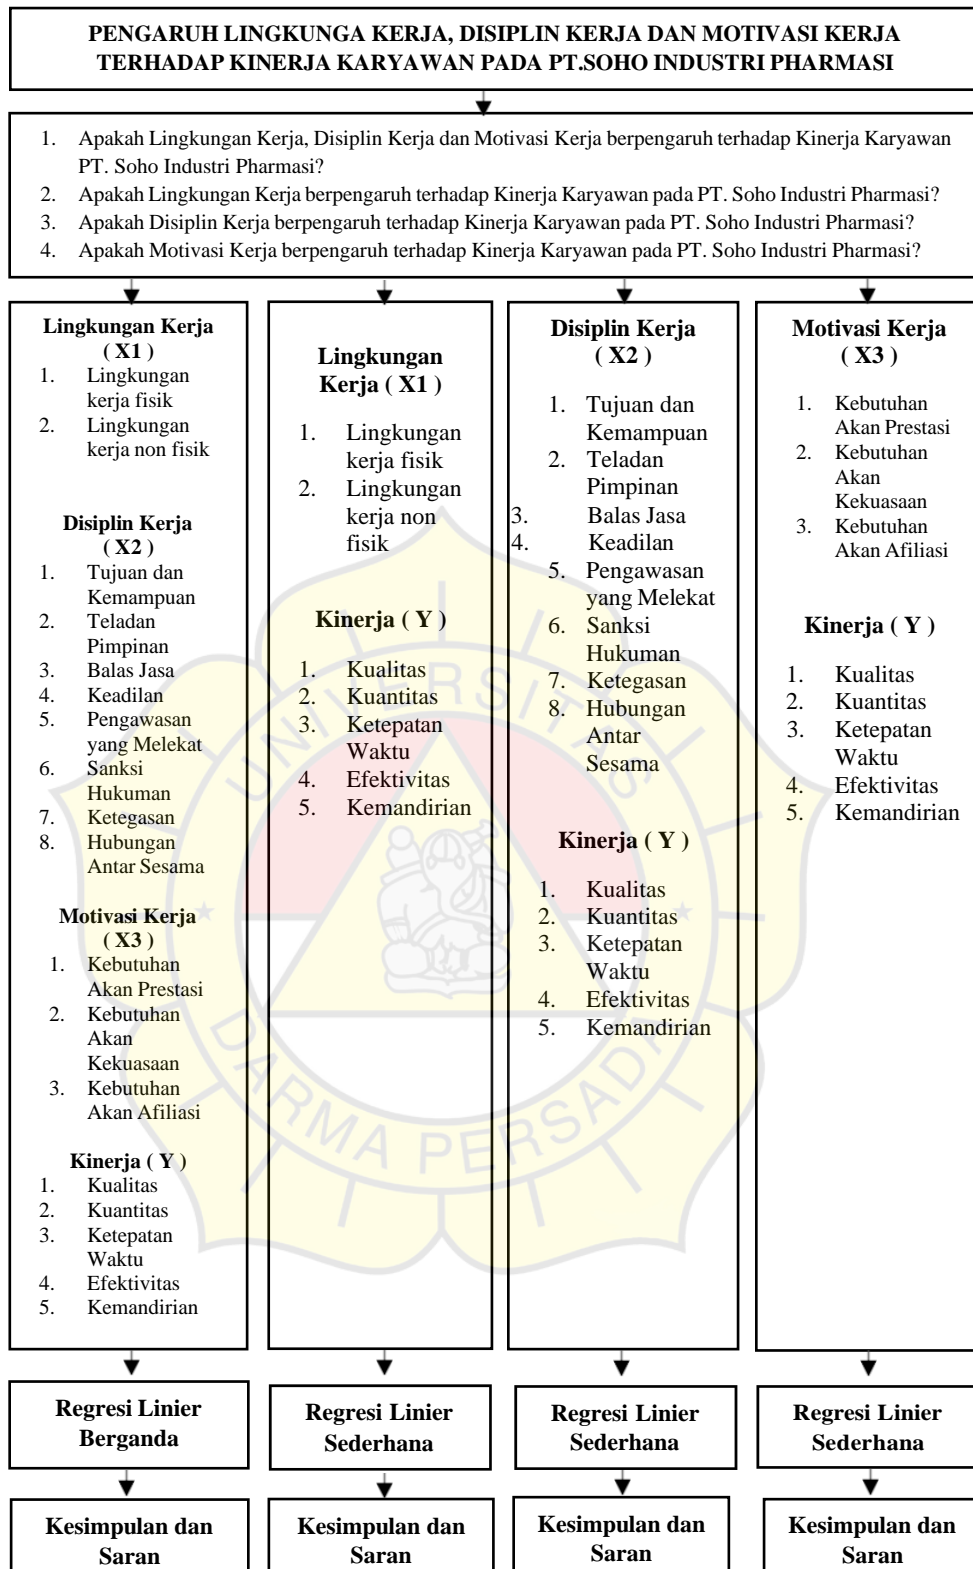 PENGARUH LINGKUNGA KERJA, DISIPLIN KERJA DAN MOTIVASI KERJA
TERHADAP KINERJA KARYAWAN PADA PT.SOHO INDUSTRI PHARMASI
1. Apakah Lingkungan Kerja, Disiplin Kerja dan Motivasi Kerja berpengaruh terhadap Kinerja Karyawan
PT. Soho Industri Pharmasi?
2. Apakah Lingkungan Kerja berpengaruh terhadap Kinerja Karyawan pada PT. Soho Industri Pharmasi?
3. Apakah Disiplin Kerja berpengaruh terhadap Kinerja Karyawan pada PT. Soho Industri Pharmasi?
4. Apakah Motivasi Kerja berpengaruh terhadap Kinerja Karyawan pada PT. Soho Industri Pharmasi?
Lingkungan Kerja
( X1 )
1. Lingkungan
kerja fisik
2. Lingkungan
kerja non fisik
Disiplin Kerja
( X2 )
1. Tujuan dan
Kemampuan
2. Teladan
Pimpinan
3. Balas Jasa
4. Keadilan
5. Pengawasan
yang Melekat
6. Sanksi
Hukuman
7. Ketegasan
8. Hubungan
Antar Sesama
Motivasi Kerja
( X3 )
1. Kebutuhan
Akan Prestasi
2. Kebutuhan
Akan
Kekuasaan
3. Kebutuhan
Akan Afiliasi
Kinerja ( Y )
1. Kualitas
2. Kuantitas
3. Ketepatan
Waktu
4. Efektivitas
5. Kemandirian
Lingkungan
Kerja ( X1 )
1. Lingkungan
kerja fisik
2. Lingkungan
kerja non
fisik
Kinerja ( Y )
1. Kualitas
2. Kuantitas
3. Ketepatan
Waktu
4. Efektivitas
5. Kemandirian
Disiplin Kerja
( X2 )
1. Tujuan dan
Kemampuan
2. Teladan
Pimpinan
3. Balas Jasa
4. Keadilan
5. Pengawasan
yang Melekat
6. Sanksi
Hukuman
7. Ketegasan
8. Hubungan
Antar
Sesama
Kinerja ( Y )
1. Kualitas
2. Kuantitas
3. Ketepatan
Waktu
4. Efektivitas
5. Kemandirian
Motivasi Kerja
( X3 )
1. Kebutuhan
Akan Prestasi
2. Kebutuhan
Akan
Kekuasaan
3. Kebutuhan
Akan Afiliasi
Kinerja ( Y )
1. Kualitas
2. Kuantitas
3. Ketepatan
Waktu
4. Efektivitas
5. Kemandirian
Regresi Linier
Berganda
Regresi Linier
Sederhana
Regresi Linier
Sederhana
Regresi Linier
Sederhana
Kesimpulan dan
Saran
Kesimpulan dan
Saran
Kesimpulan dan
Saran
Kesimpulan dan
Saran
UNIVERSITAS
DARMA PERSADA